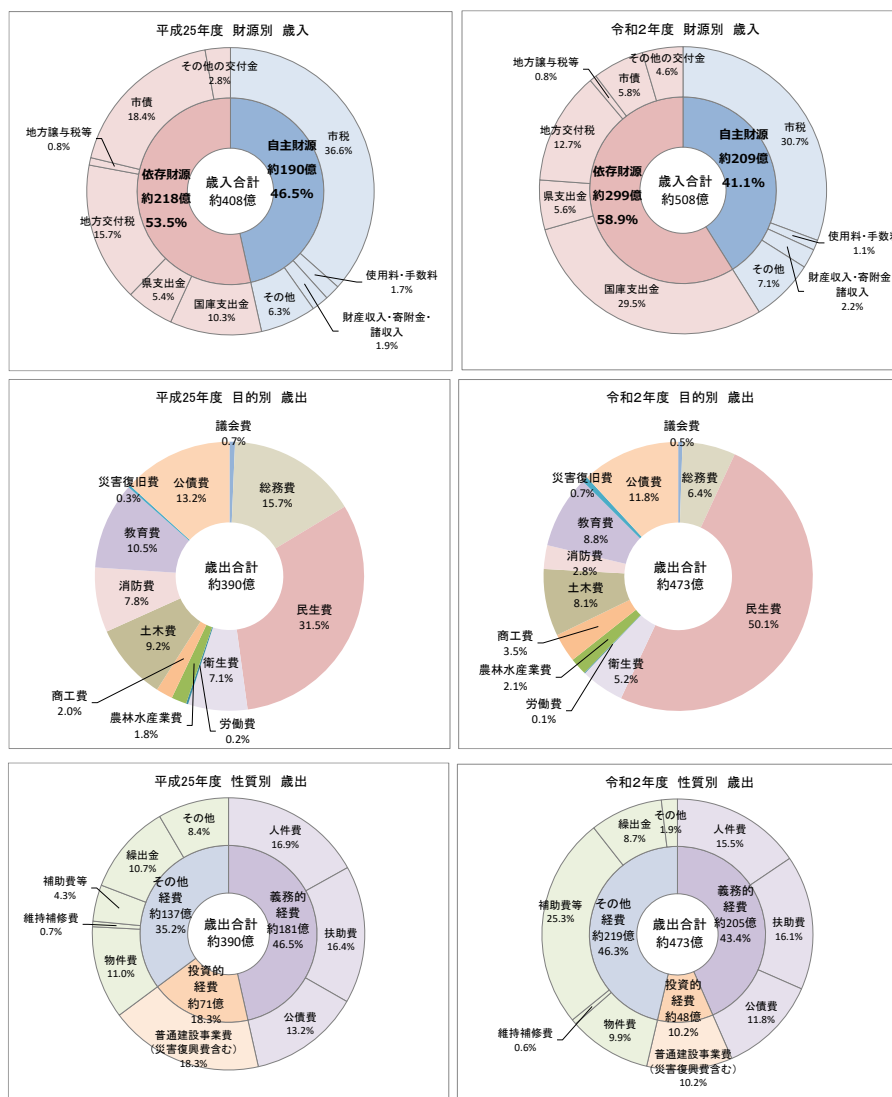 平成25年度 財源別 歳入
その他の交付金
2.8%
市債
18.4%
地方譲与税等
0.8%
地方交付税
15.7%
県支出金
5.4%
国庫支出金
10.3%
その他
6.3%
財産収入・寄附金・
諸収入
1.9%
使用料・手数料
1.7%
市税
36.6%
自主財源
約190億
46.5%
依存財源
約218億
53.5%
歳入合計
約408億
令和2年度 財源別 歳入
その他の交付金
4.6%
市債
5.8%
地方譲与税等
0.8%
地方交付税
12.7%
県支出金
5.6%
国庫支出金
29.5%
その他
7.1%
財産収入・寄附金・
諸収入
2.2%
使用料・手数料
1.1%
市税
30.7%
自主財源
約209億
41.1%
依存財源
約299億
58.9%
歳入合計
約508億
平成25年度 目的別 歳出
議会費
0.7%
総務費
15.7%
民生費
31.5%
衛生費
7.1%
労働費
0.2%
農林水産業費
1.8%
商工費
2.0%
土木費
9.2%
消防費
7.8%
教育費
10.5%
災害復旧費
0.3%
公債費
13.2%
歳出合計
約390億
令和2年度 目的別 歳出
議会費
0.5%
総務費
6.4%
民生費
50.1%
衛生費
5.2%
労働費
0.1%
農林水産業費
2.1%
商工費
3.5%
土木費
8.1%
消防費
2.8%
教育費
8.8%
災害復旧費
0.7%
公債費
11.8%
歳出合計
約473億
平成25年度 性質別 歳出
人件費
16.9%
扶助費
16.4%
公債費
13.2%
普通建設事業費
(災害復興費含む)
18.3%
物件費
11.0%
維持補修費
0.7%
補助費等
4.3%
繰出金
10.7%
その他
8.4%
義務的
経費
約181億
46.5%
投資的
経費
約71億
18.3%
その他
経費
約137億
35.2%
歳出合計
約390億
令和2年度 性質別 歳出
人件費
15.5%
扶助費
16.1%
公債費
11.8%
普通建設事業費
(災害復興費含む)
10.2%
物件費
9.9%
維持補修費
0.6%
補助費等
25.3%
繰出金
8.7%
その他
1.9%
義務的
経費
約205億
43.4%
投資的
経費
約48億
10.2%
その他
経費
約219億
46.3%
歳出合計
約473億